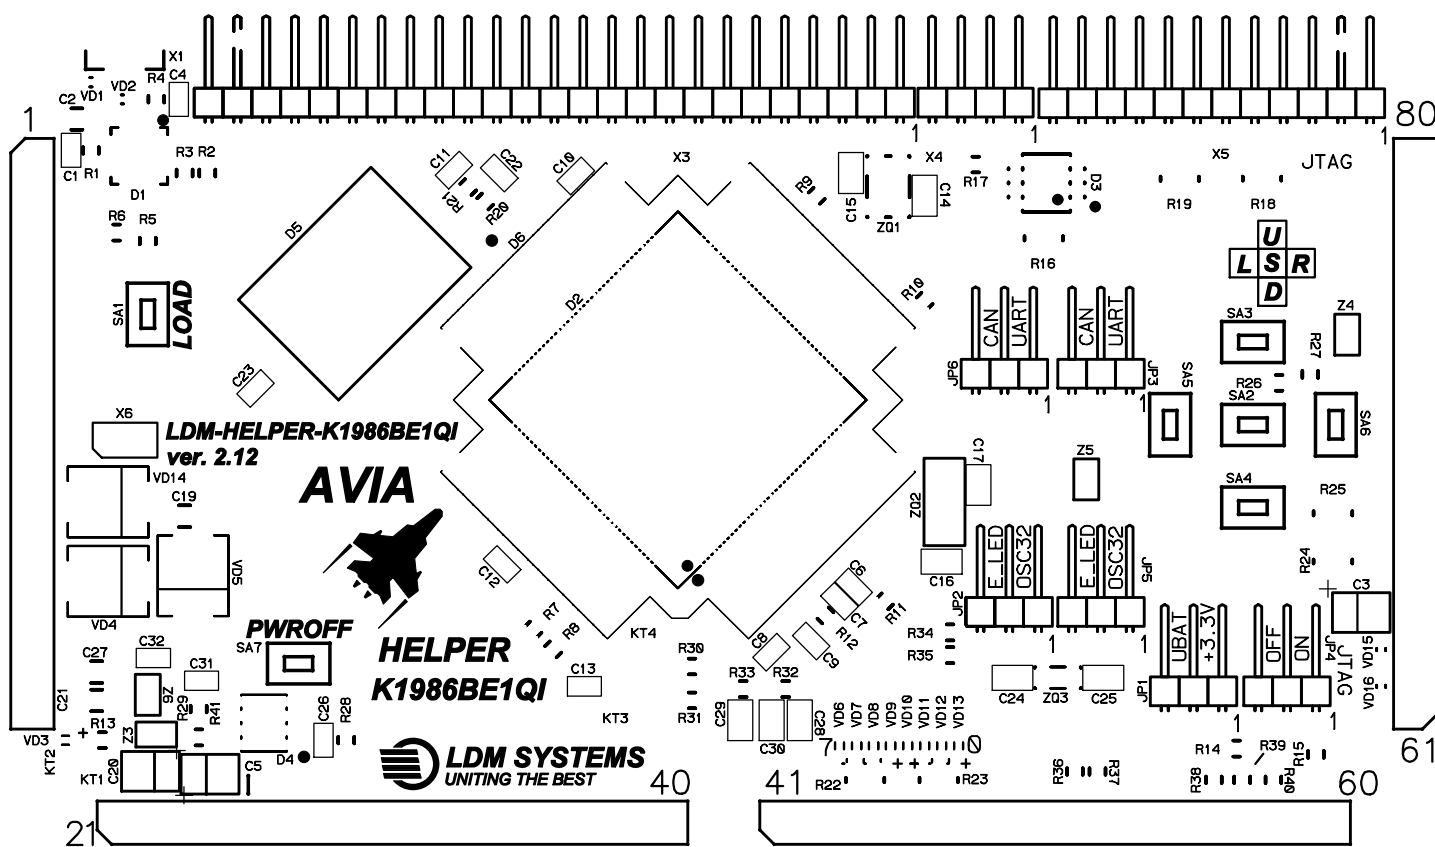 X1
VD1
VD2
R4
C4
C2
1
1
1
1
80
C1
R1
D1
R3
R2
R6
R5
C11
C22
R21
R20
C10
X3
R9
C15
X4
ZQ1
C14
R17
D3
R16
X5
R19
R18
JTAG
D5
D6
D2
R10
U
L
S
R
D
SA1
LOAD
C23
CAN
UART
JP6
1
CAN
UART
JP3
1
SA3
Z4
R27
R26
SA5
SA2
SA6
SA4
R25
R24
X6
LDM-HELPER-K1986BE1QI
ver. 2.12
AVIA
VD14
C19
VD5
VD4
C12
C17
Z5
C16
E_LED
OSC32
JP2
1
E_LED
OSC32
JP5
1
C3
C6
C7
R11
R12
C8
C9
R7
R8
KT4
PWROFF
SA7
HELPER
K1986BE1QI
C32
C27
C31
C21
Z6
R29
R41
R13
Z3
VD3
KT2
KT1
C20
C5
D4
C26
R28
C13
KT3
R30
R31
R33
R32
C29
C30
C28
R34
R35
C24
ZQ3
C25
VD6
VD7
VD8
VD9
VD10
VD11
VD12
VD13
7
0
R22
R23
UBAT
+3.3V
JP1
1
OFF
ON
JP4
1
JTAG
VD15
VD16
R14
R39
R15
R36
R37
R38
R40
61
LDM SYSTEMS
UNITING THE BEST
40
41
60
21